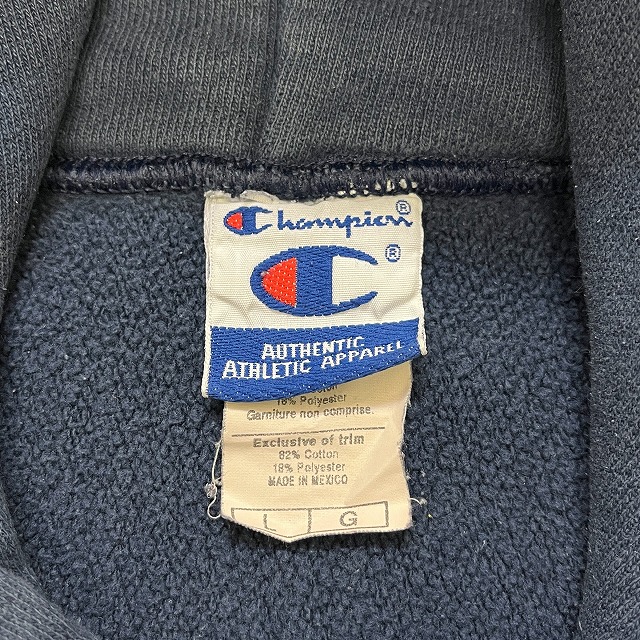 Champion®
®
AUTHENTIC
ATHLETIC APPAREL
18% Polyester
Garniture non comprise.
Exclusive of trim
82% Cotton
18% Polyester
MADE IN MEXICO
L G